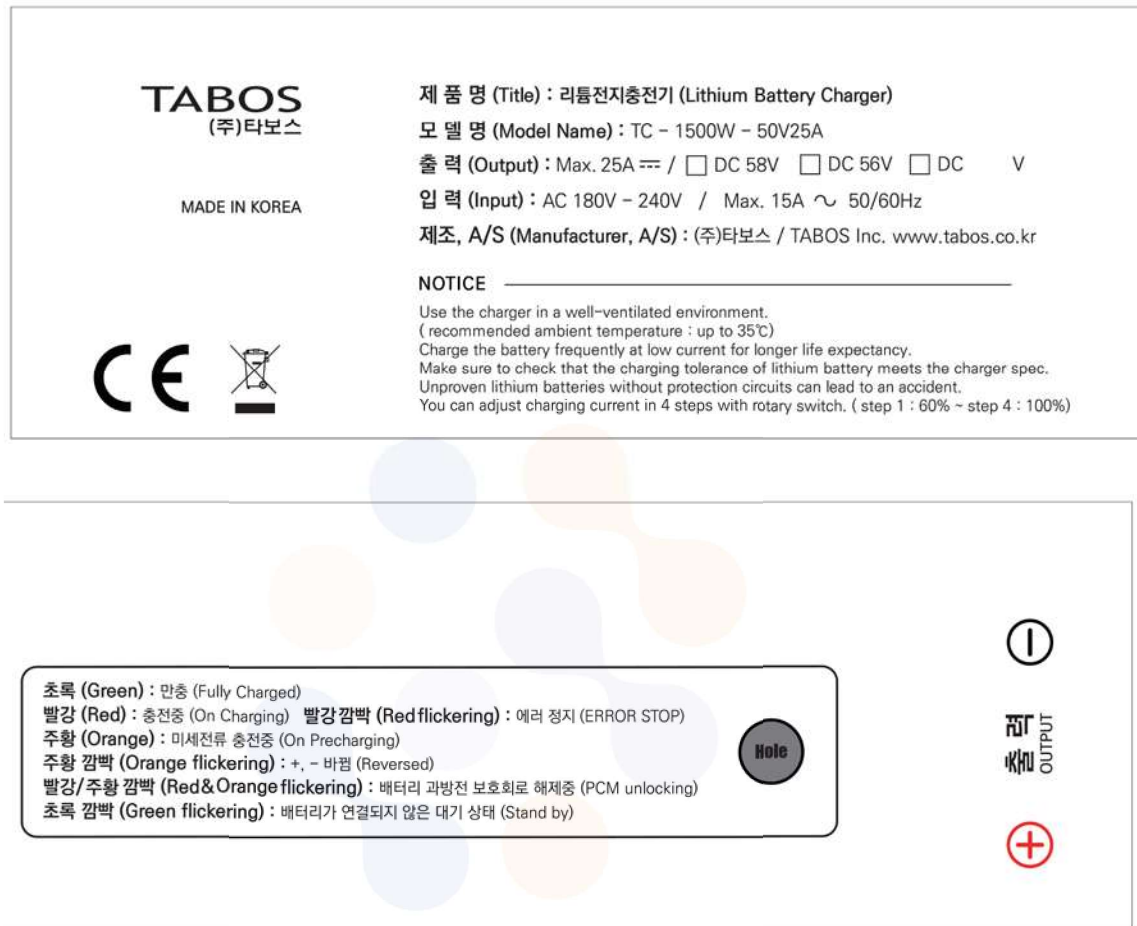 TABOS
(주)타보스
MADE IN KOREA
CE
제 품 명 (Title) : 리튬전지충전기 (Lithium Battery Charger)
모 델 명 (Model Name) : TC - 1500W - 50V25A
출 력 (Output) : Max. 25A ⎓ / □ DC 58V □ DC 56V □ DC V
입 력 (Input) : AC 180V - 240V / Max. 15A ～ 50/60Hz
제조, A/S (Manufacturer, A/S) : (주)타보스 / TABOS Inc. www.tabos.co.kr
NOTICE
Use the charger in a well-ventilated environment.
( recommended ambient temperature : up to 35℃)
Charge the battery frequently at low current for longer life expectancy.
Make sure to check that the charging tolerance of lithium battery meets the charger spec.
Unproven lithium batteries without protection circuits can lead to an accident.
You can adjust charging current in 4 steps with rotary switch. ( step 1 : 60% ~ step 4 : 100%)
초록 (Green) : 만충 (Fully Charged)
빨강 (Red) : 충전중 (On Charging) 빨강 깜빡 (Red flickering) : 에러 정지 (ERROR STOP)
주황 (Orange) : 미세전류 충전중 (On Precharging)
주황 깜빡 (Orange flickering) : +, - 바뀜 (Reversed)
빨강/주황 깜빡 (Red&Orange flickering) : 배터리 과방전 보호회로 해제중 (PCM unlocking)
초록 깜빡 (Green flickering) : 배터리가 연결되지 않은 대기 상태 (Stand by)
Hole
출력
OUTPUT